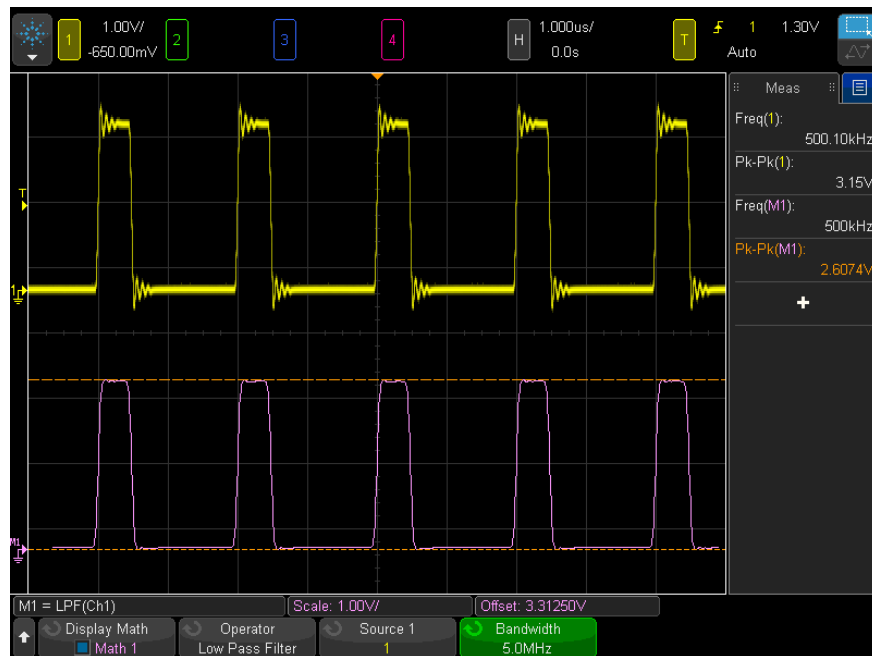 1 1.00V/ 2 3 4 H 1.000us/ T 1 1.30V
-650.00mV 0.0s Auto
Meas
Freq(1):
500.10kHz
Pk-Pk(1):
3.15V
Freq(M1):
500kHz
Pk-Pk(M1):
2.6074V
+
T
1
M1
M1 = LPF(Ch1) Scale: 1.00V/ Offset: 3.31250V
Display Math Operator Source 1 Bandwidth
Math 1 Low Pass Filter 1 5.0MHz